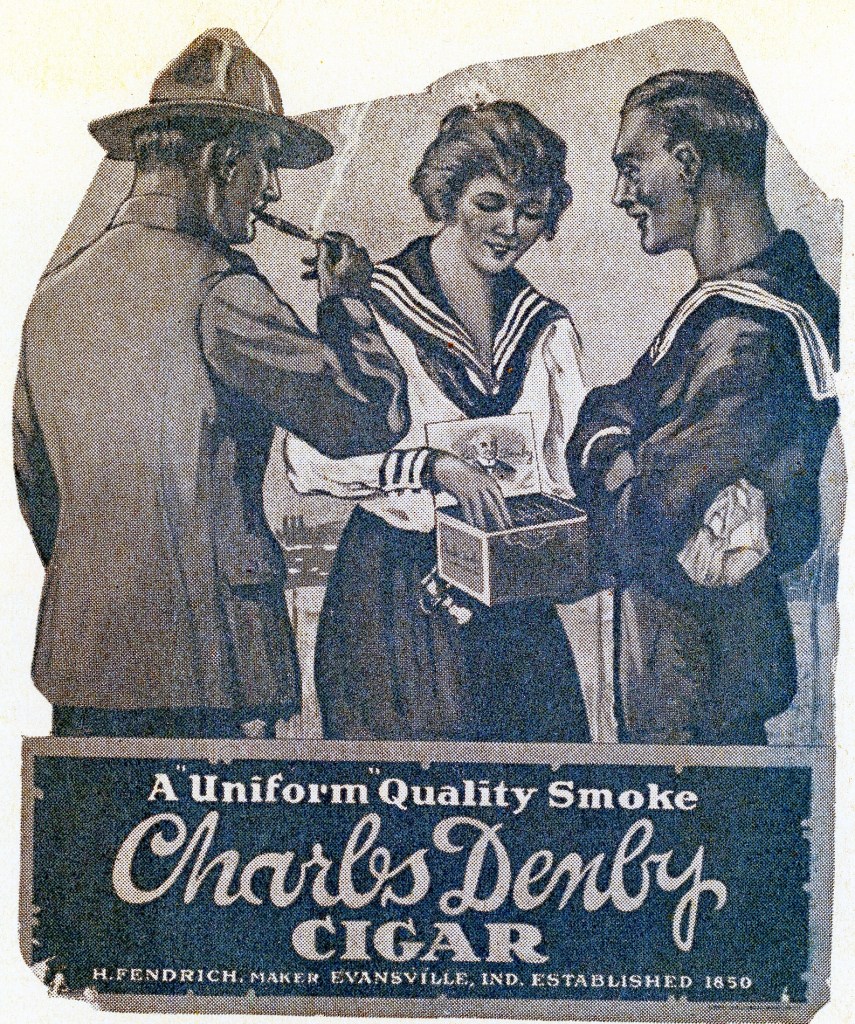 A "Uniform" Quality Smoke
Charles Denby
CIGAR
H. FENDRICH, MAKER EVANSVILLE, IND. ESTABLISHED 1850